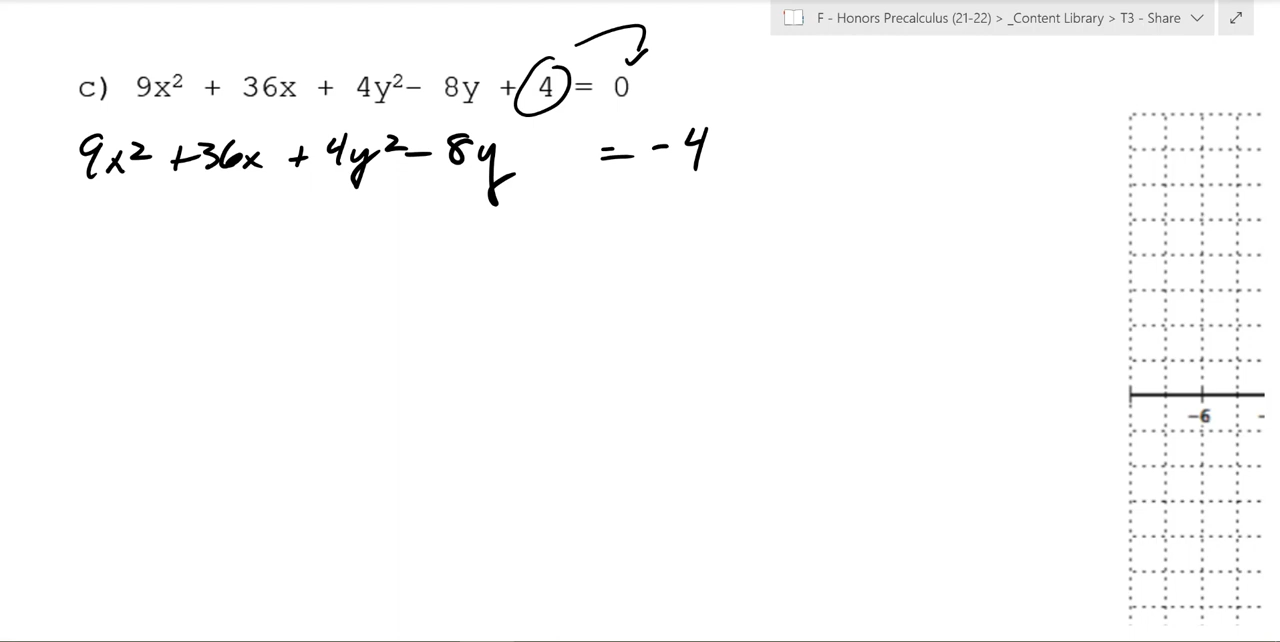 F - Honors Precalculus (21-22) > _Content Library > T3 - Share
c) 9x² + 36x + 4y² - 8y + 4 = 0
9x² + 36x + 4y² - 8y = -4
-6
-